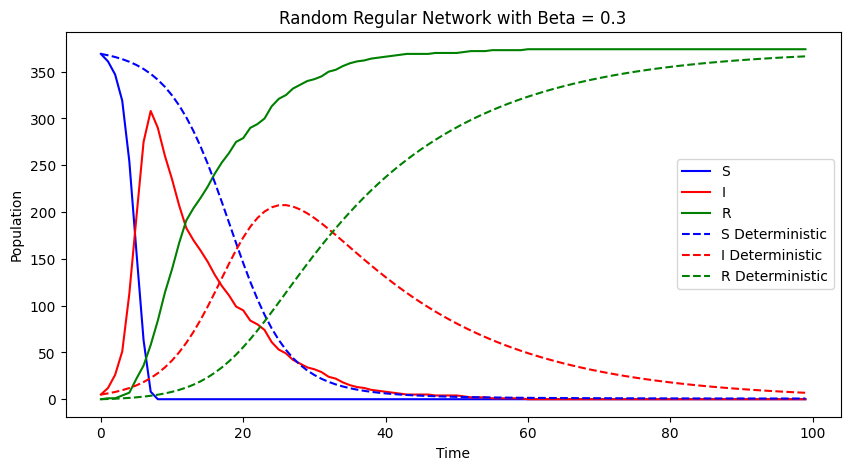 Random Regular Network with Beta = 0.3
Population
350
300
250
200
150
100
50
0
0 20 40 60 80 100
Time
S
I
R
S Deterministic
I Deterministic
R Deterministic